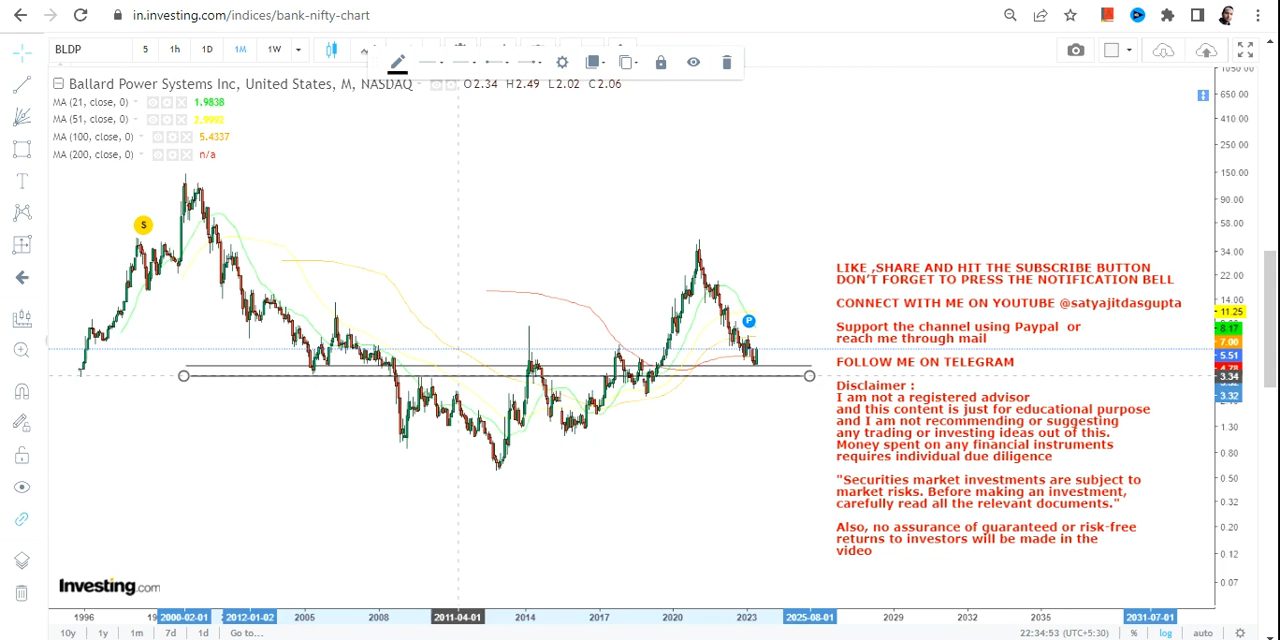 in.investing.com/indices/bank-nifty-chart
BLDP 5 1h 1D 1M 1W
Ballard Power Systems Inc, United States, M, NASDAQ O2.34 H2.49 L2.02 C2.06
MA (21, close, 0) 1.9838
MA (51, close, 0)
MA (100, close, 0) 5.4337
MA (200, close, 0) n/a
S
P
LIKE ,SHARE AND HIT THE SUBSCRIBE BUTTON
DON'T FORGET TO PRESS THE NOTIFICATION BELL
CONNECT WITH ME ON YOUTUBE @satyajitdasgupta
Support the channel using Paypal or
reach me through mail
FOLLOW ME ON TELEGRAM
Disclaimer :
I am not a registered advisor
and this content is just for educational purpose
and I am not recommending or suggesting
any trading or investing ideas out of this.
Money spent on any financial instruments
requires individual due diligence
"Securities market investments are subject to
market risks. Before making an investment,
carefully read all the relevant documents."
Also, no assurance of guaranteed or risk-free
returns to investors will be made in the
video
1050.00
650.00
410.00
250.00
150.00
90.00
58.00
34.00
22.00
14.00
11.25
8.17
7.00
5.51
4.78
3.34
3.32
1.30
0.80
0.50
0.32
0.20
0.12
0.07
Investing.com
1996 2000-02-01 2012-01-02 2005 2008 2011-04-01 2014 2017 2020 2023 2025-08-01 2029 2032 2035 2031-07-01
10y 1y 1m 7d 1d Go to... 22:34:53 (UTC+5:30) % log auto